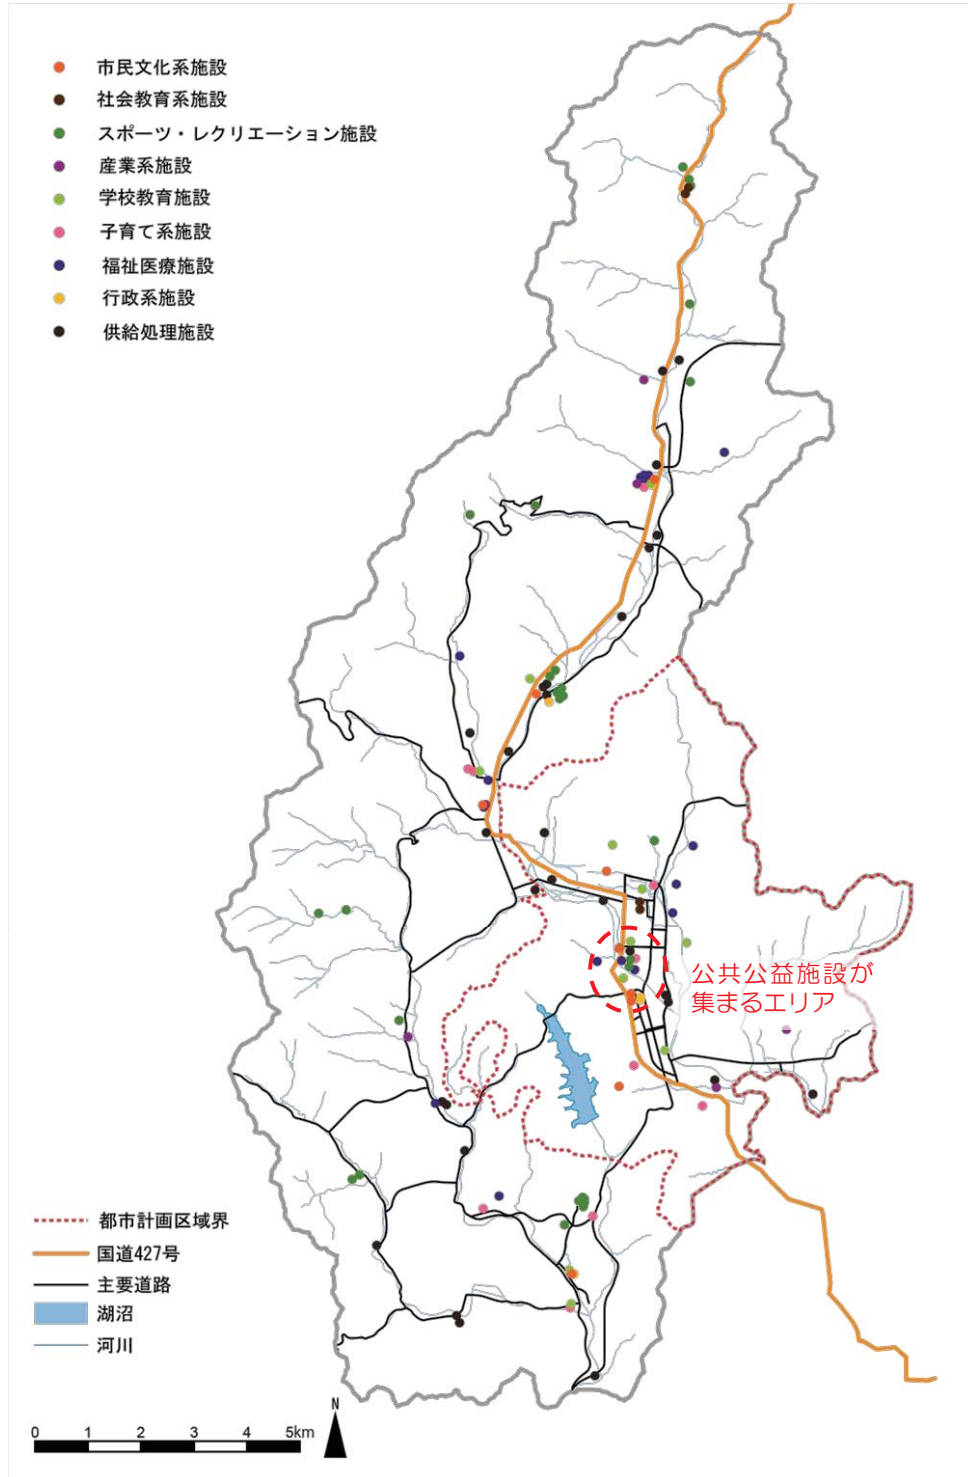 市民文化系施設
社会教育系施設
スポーツ・レクリエーション施設
産業系施設
学校教育施設
子育て系施設
福祉医療施設
行政系施設
供給処理施設
公共公益施設が
集まるエリア
都市計画区域界
国道427号
主要道路
湖沼
河川
N
0 1 2 3 4 5km